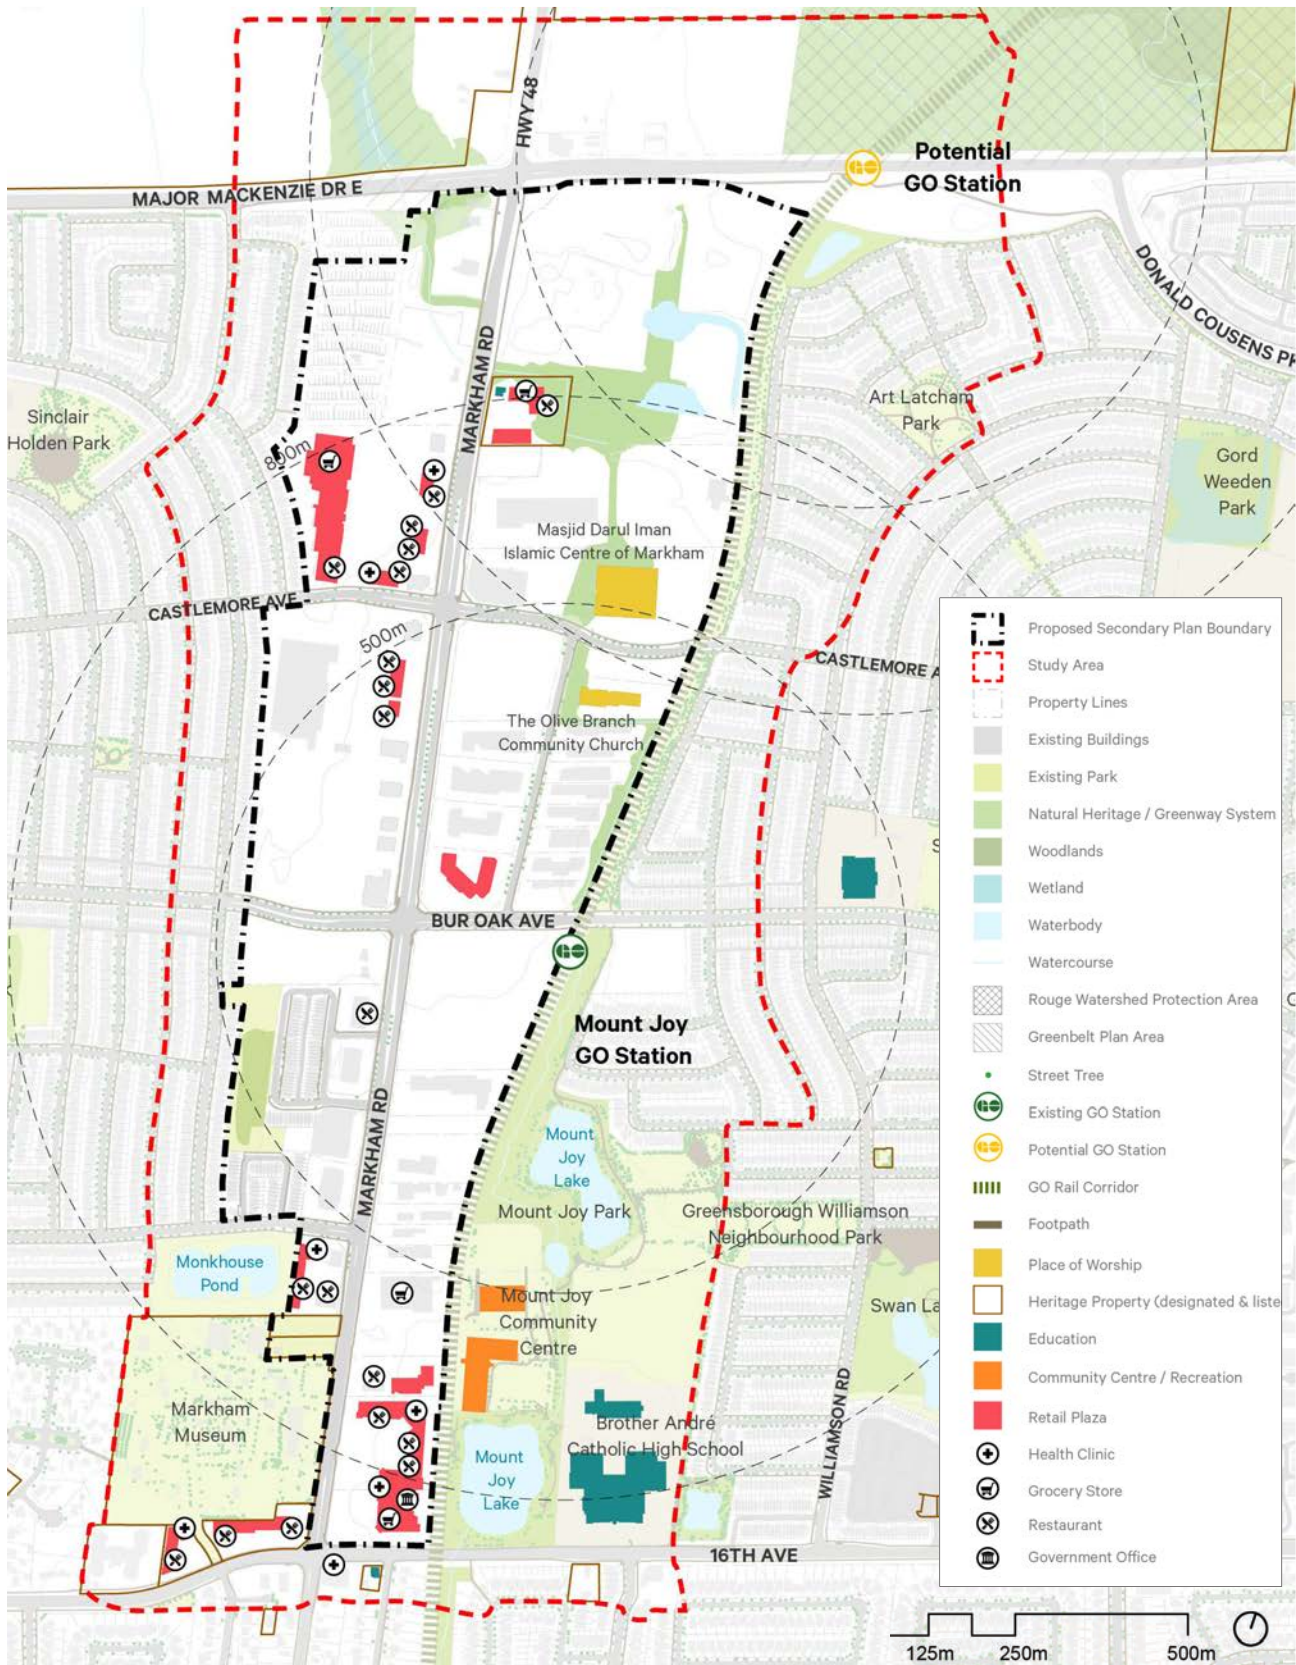 HWY 48
Potential
GO Station
MAJOR MACKENZIE DR E
DONALD COUSENS
MARKHAM RD
Art Latcham
Park
Sinclair
Holden Park
800m
Gord
Weeden
Park
Masjid Darul Iman
Islamic Centre of Markham
CASTLEMORE AVE
500m
CASTLEMORE
The Olive Branch
Community Church
BUR OAK AVE
Mount Joy
GO Station
MARKHAM RD
Mount
Joy
Lake
Mount Joy Park
Greensborough Williamson
Neighbourhood Park
Monkhouse
Pond
Mount Joy
Community
Centre
Swan La
WILLIAMSON RD
Markham
Museum
Brother André
Catholic High School
Mount
Joy
Lake
16TH AVE
Proposed Secondary Plan Boundary
Study Area
Property Lines
Existing Buildings
Existing Park
Natural Heritage / Greenway System
Woodlands
Wetland
Waterbody
Watercourse
Rouge Watershed Protection Area
Greenbelt Plan Area
Street Tree
Existing GO Station
Potential GO Station
GO Rail Corridor
Footpath
Place of Worship
Heritage Property (designated & liste
Education
Community Centre / Recreation
Retail Plaza
Health Clinic
Grocery Store
Restaurant
Government Office
125m 250m 500m